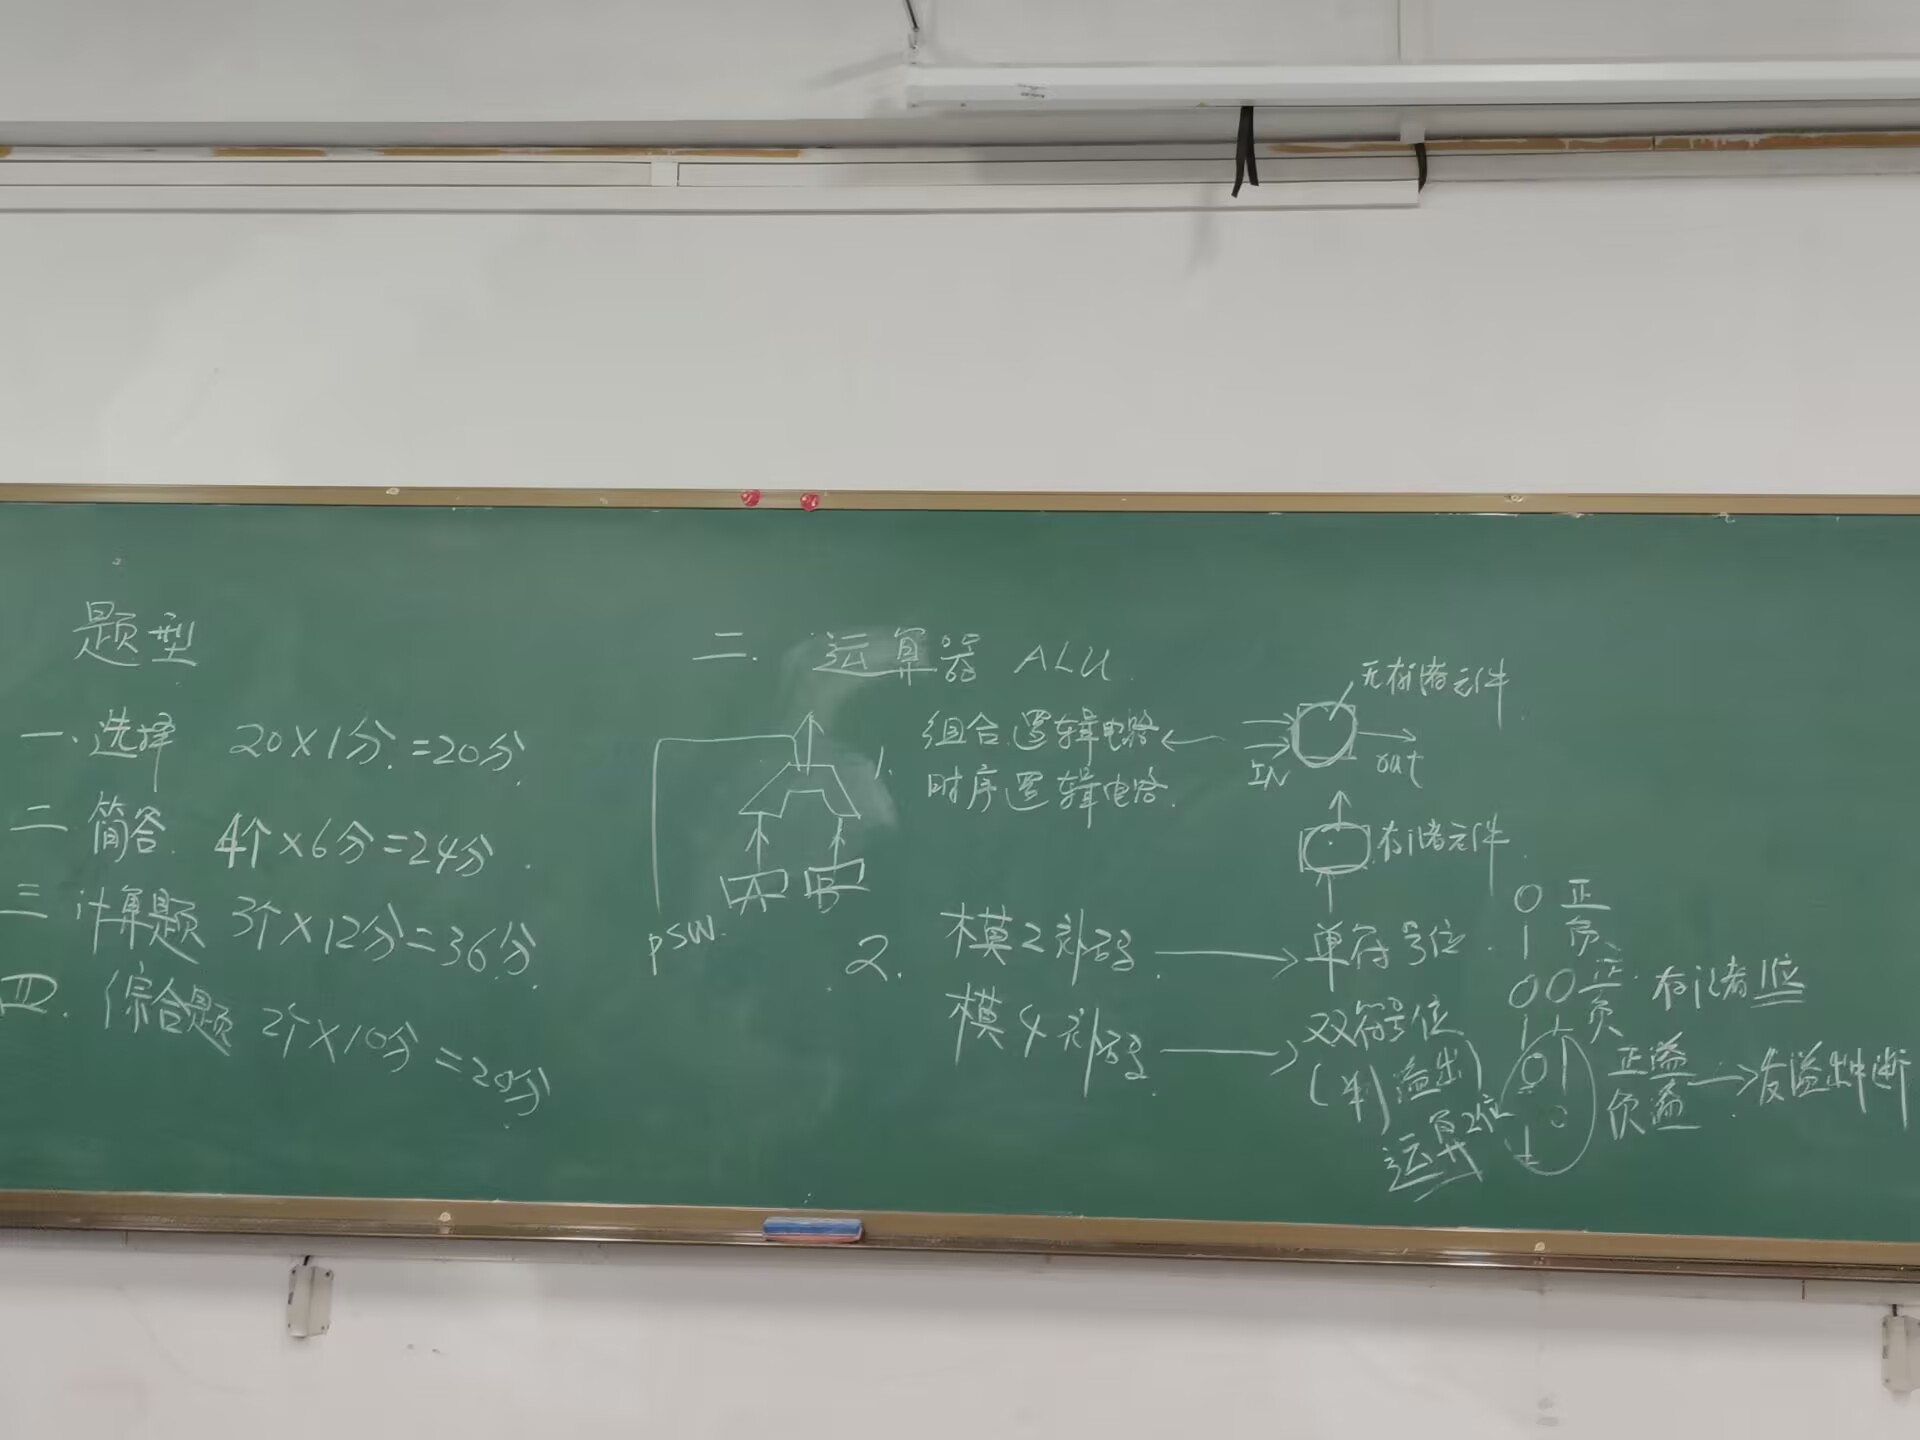 题型
一、选择 20×1分=20分
二 简答. 4个×6分=24分.
三 计算题 3个×12分=36分.
四. 综合题 2个×10分=20分
二. 运算器 ALU
A B
PSW.
1. 组合逻辑电路
时序逻辑电路.
无存储元件
IN out
存储元件.
2. 模2补码 单符号位. 0 正
1 负
模4补码 双符号位 00 正. 存储1位
11 负
(判)溢出) 01 正溢 发溢出中断
负溢
运算2位